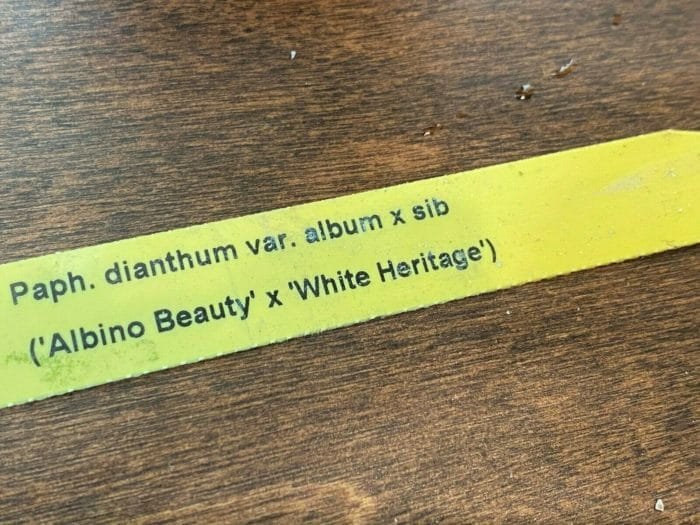 Paph. dianthum var. album x sib
('Albino Beauty' x 'White Heritage')